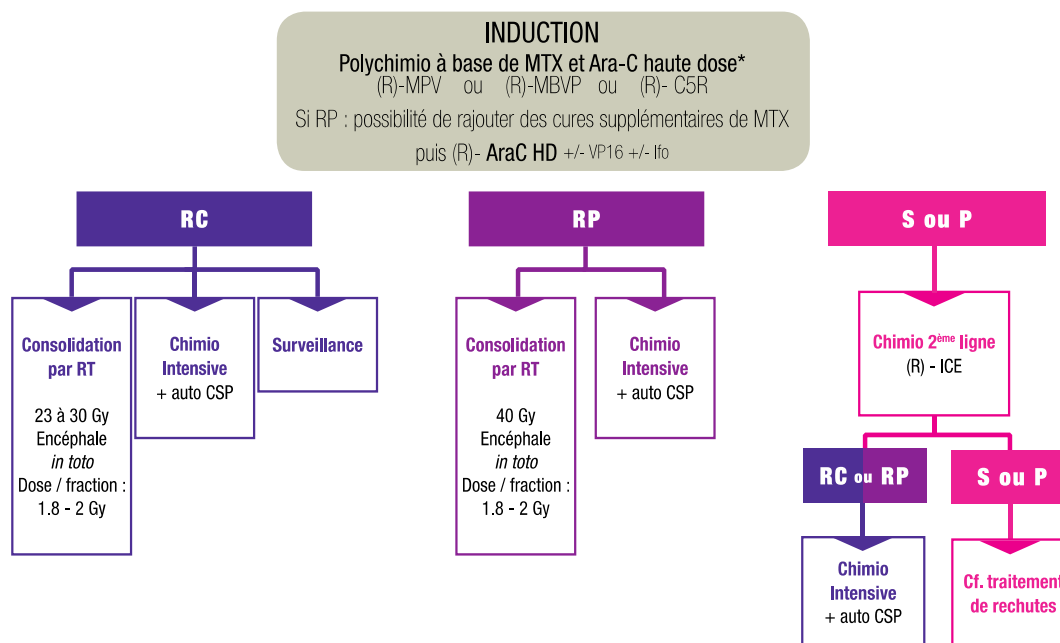 INDUCTION
Polychimio à base de MTX et Ara-C haute dose*
(R)-MPV ou (R)-MBVP ou (R)- C5R
Si RP : possibilité de rajouter des cures supplémentaires de MTX
puis (R)- AraC HD +/- VP16 +/- Ifo
RC
Consolidation
par RT
23 à 30 Gy
Encéphale
in toto
Dose / fraction :
1.8 - 2 Gy
Chimio
Intensive
+ auto CSP
Surveillance
RP
Consolidation
par RT
40 Gy
Encéphale
in toto
Dose / fraction :
1.8 - 2 Gy
Chimio
Intensive
+ auto CSP
S ou P
Chimio 2ème ligne
(R) - ICE
RC ou RP
Chimio
Intensive
+ auto CSP
S ou P
Cf. traitement
de rechutes